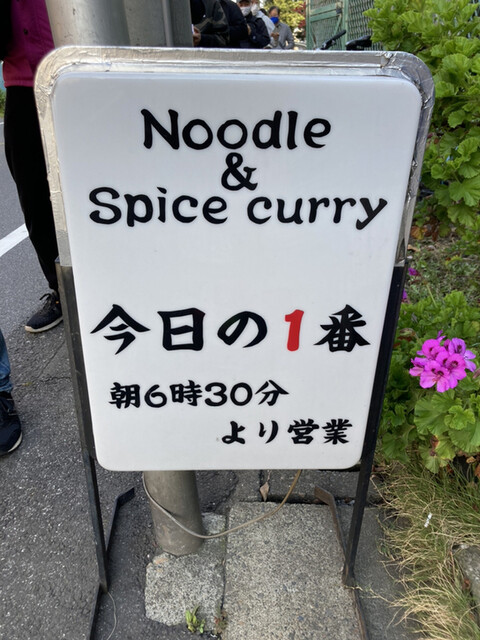 Noodle
&
Spice curry
今日の1番
朝6時30分
より営業